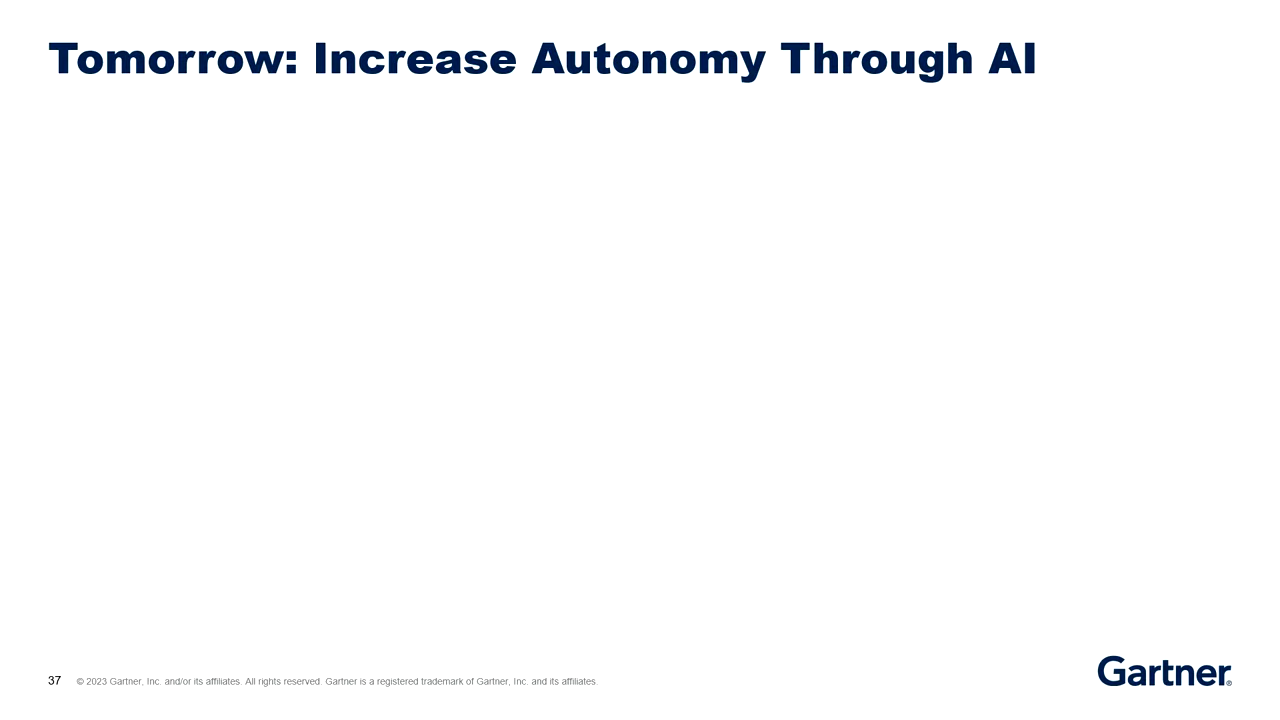 Tomorrow: Increase Autonomy Through AI
37 © 2023 Gartner, Inc. and/or its affiliates. All rights reserved. Gartner is a registered trademark of Gartner, Inc. and its affiliates.
Gartner®